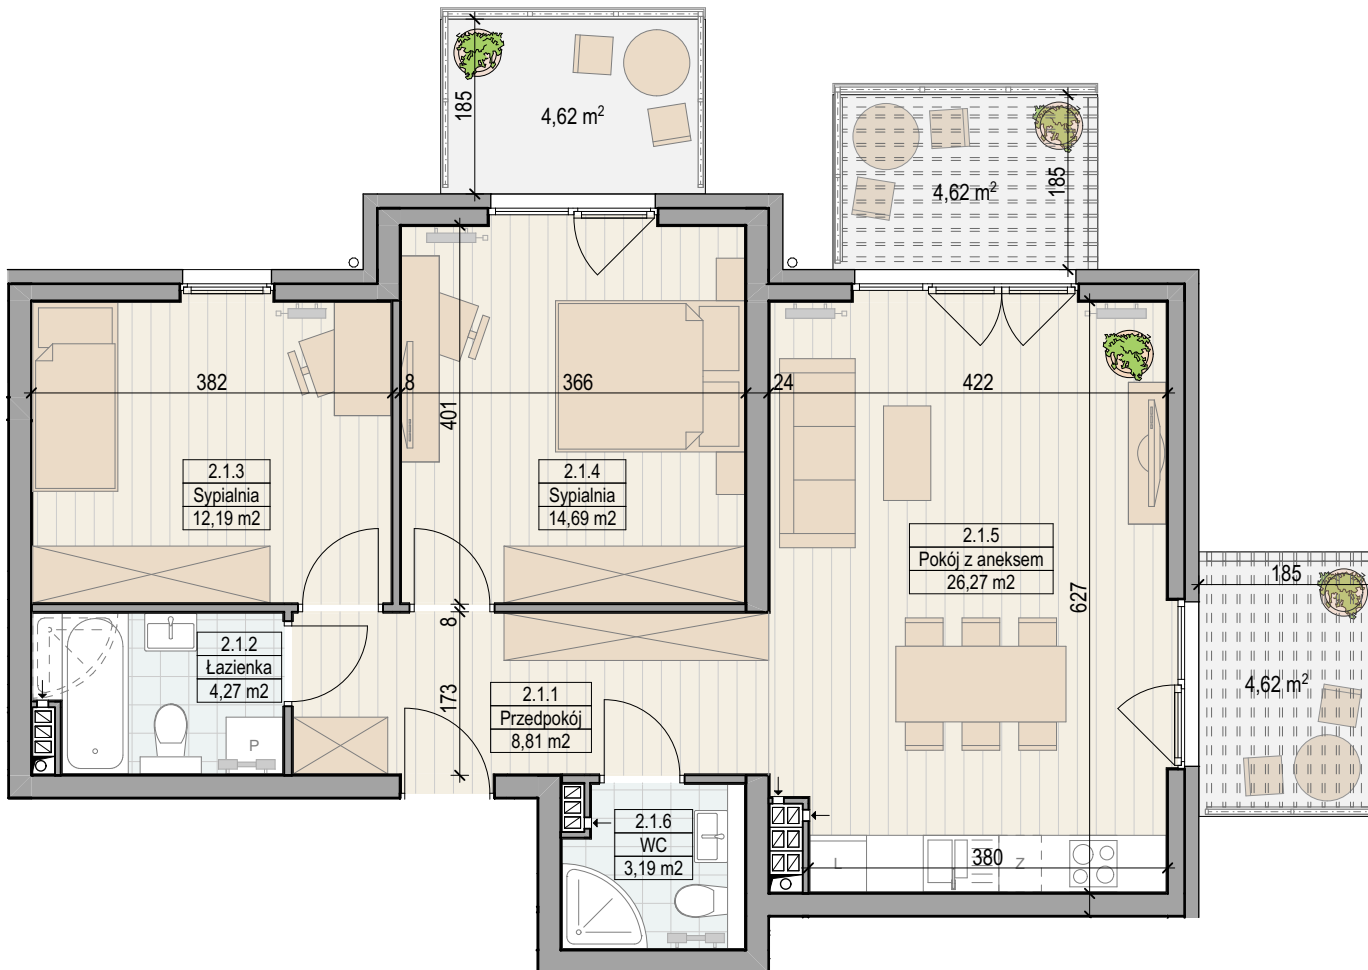 185
4,62 m²
4,62 m²
185
382
8
366
24
422
401
2.1.3
Sypialnia
12,19 m2
2.1.4
Sypialnia
14,69 m2
2.1.5
Pokój z aneksem
26,27 m2
627
185
4,62 m²
8
173
2.1.2
Łazienka
4,27 m2
P
2.1.1
Przedpokój
8,81 m2
2.1.6
WC
3,19 m2
L
380
Z